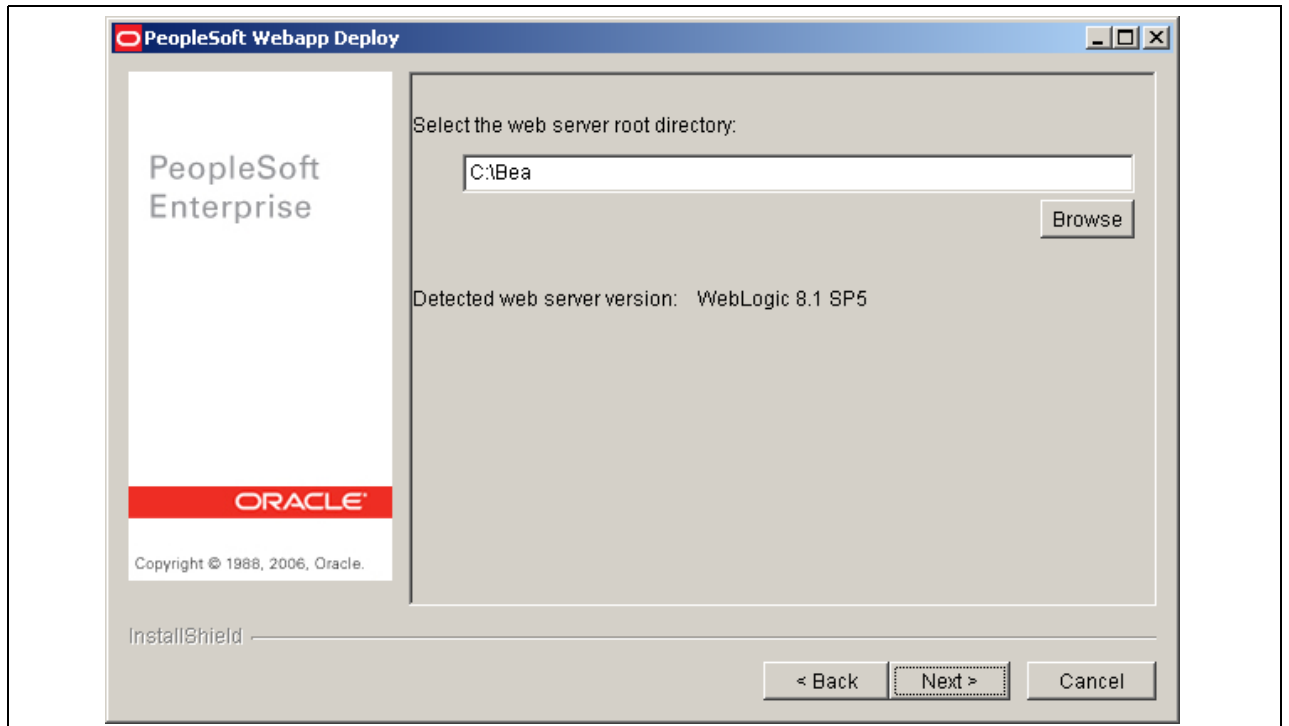 PeopleSoft Webapp Deploy
PeopleSoft
Enterprise
ORACLE
Copyright © 1988, 2006, Oracle.
Select the web server root directory:
C:\Bea
Browse
Detected web server version: WebLogic 8.1 SP5
InstallShield
< Back
Next >
Cancel